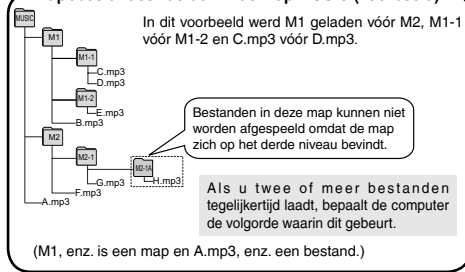 MUSIC
In dit voorbeeld werd M1 geladen vóór M2, M1-1
vóór M1-2 en C.mp3 vóór D.mp3.
M1
M1-1
C.mp3
D.mp3
M1-2
E.mp3
B.mp3
Bestanden in deze map kunnen niet
worden afgespeeld omdat de map
zich op het derde niveau bevindt.
M2
M2-1
M2-1A
H.mp3
G.mp3
F.mp3
A.mp3
Als u twee of meer bestanden
tegelijkertijd laadt, bepaalt de computer
de volgorde waarin dit gebeurt.
(M1, enz. is een map en A.mp3, enz. een bestand.)